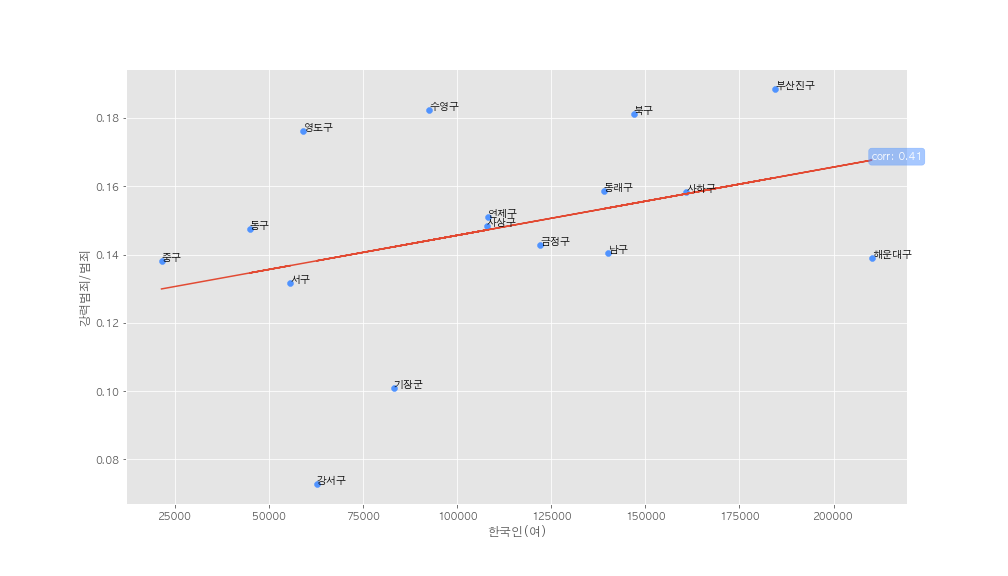 부산진구
수영구
북구
0.18
영도구
corr: 0.41
동래구
사하구
0.16
연제구
사상구
동구
금정구
남구
해운대구
중구
0.14
서구
0.12
기장군
0.10
강서구
0.08
강력범죄/범죄
25000 50000 75000 100000 125000 150000 175000 200000
한국인(여)